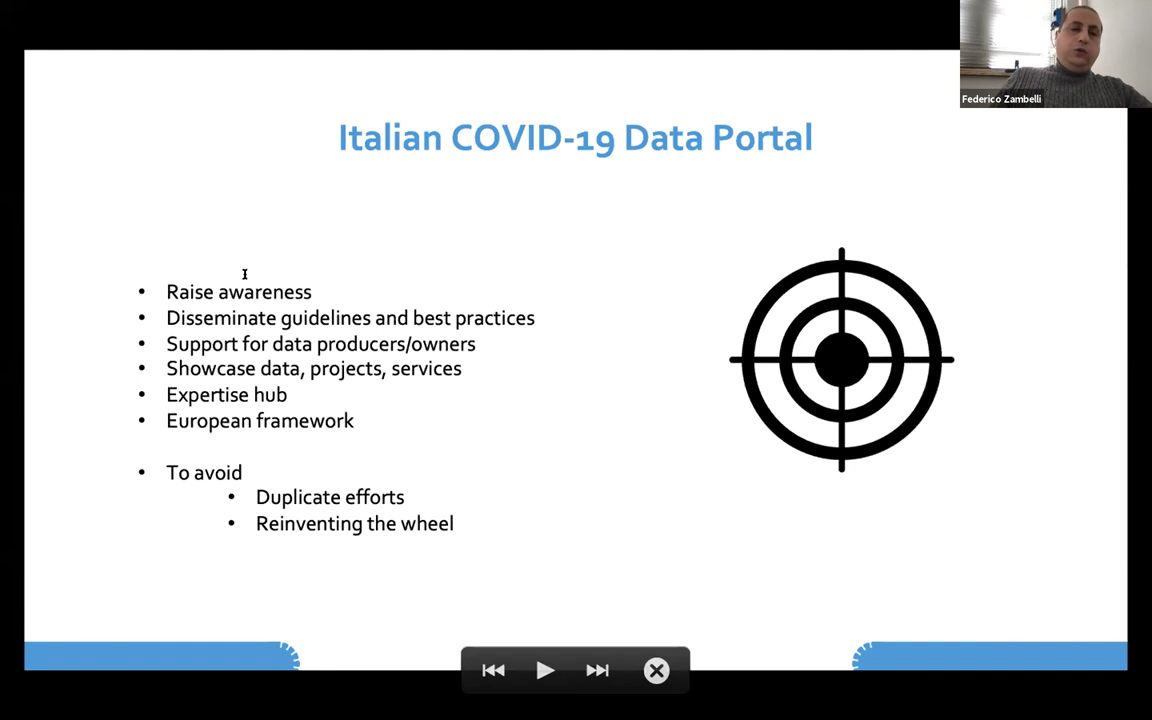 Federico Zambelli
Italian COVID-19 Data Portal
• Raise awareness
• Disseminate guidelines and best practices
• Support for data producers/owners
• Showcase data, projects, services
• Expertise hub
• European framework
• To avoid
• Duplicate efforts
• Reinventing the wheel